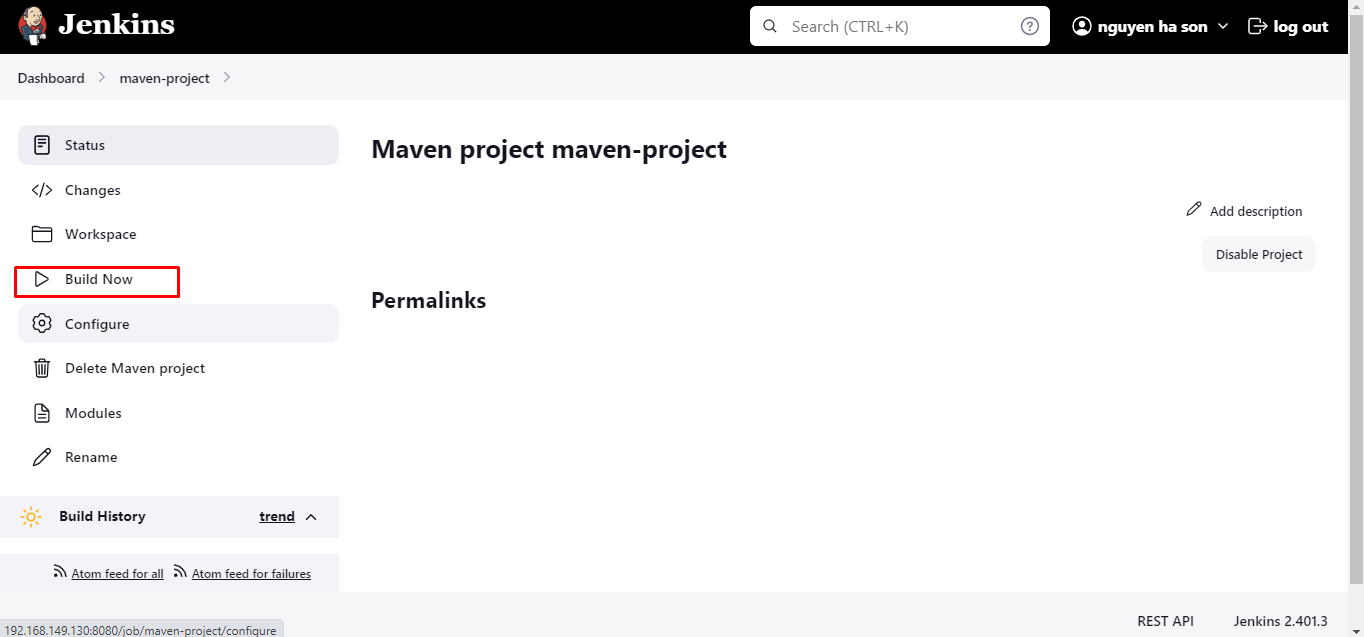 Jenkins
Search (CTRL+K)
nguyen ha son
log out
Dashboard
maven-project
Status
Changes
Workspace
Build Now
Configure
Delete Maven project
Modules
Rename
Build History
trend
Atom feed for all
Atom feed for failures
Maven project maven-project
Add description
Disable Project
Permalinks
REST API
Jenkins 2.401.3
192.168.149.130:8080/job/maven-project/configure